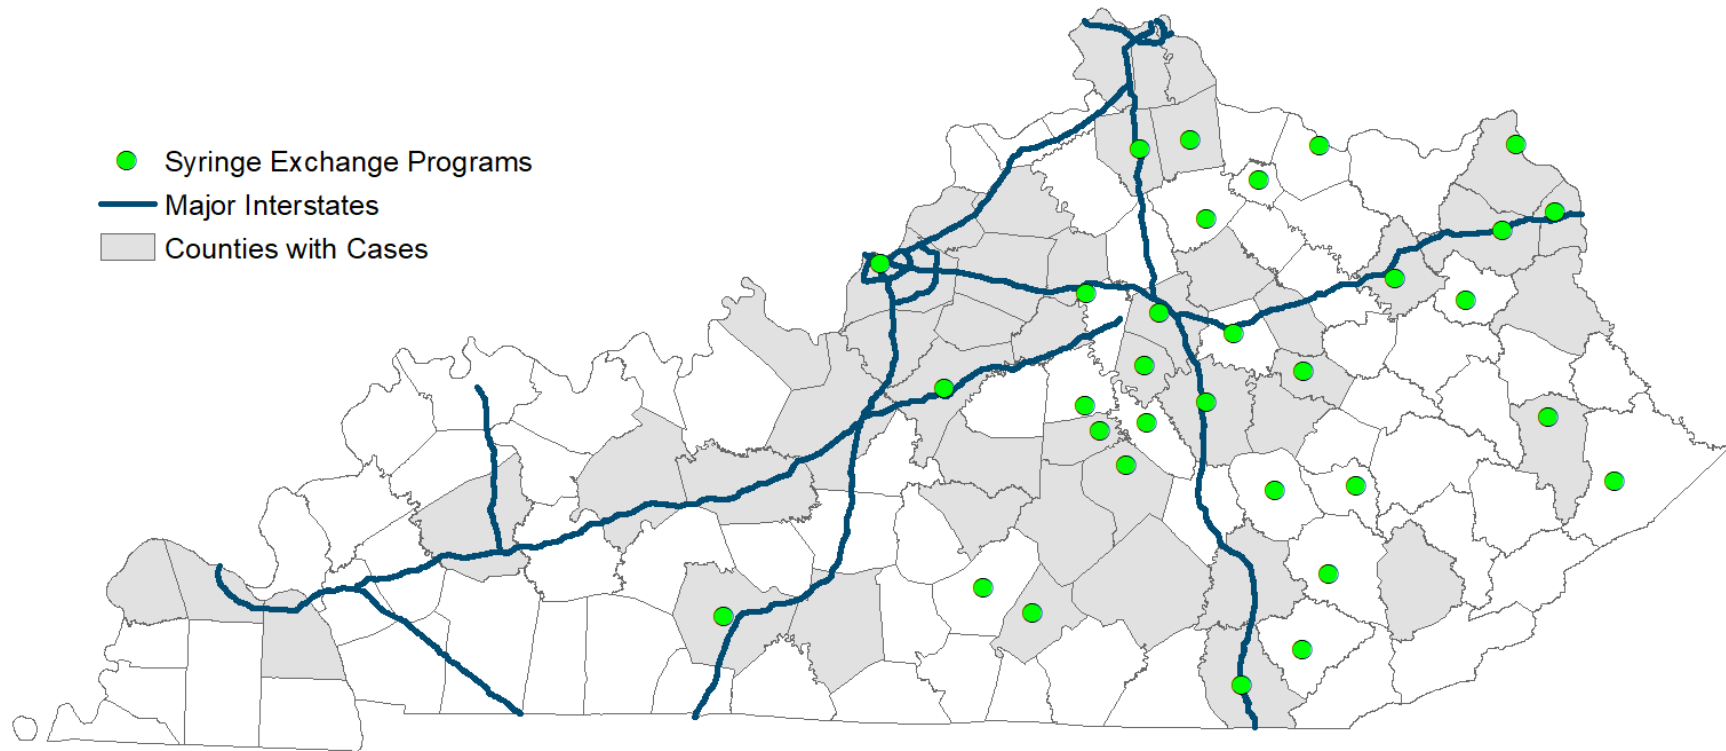 Syringe Exchange Programs
Major Interstates
Counties with Cases